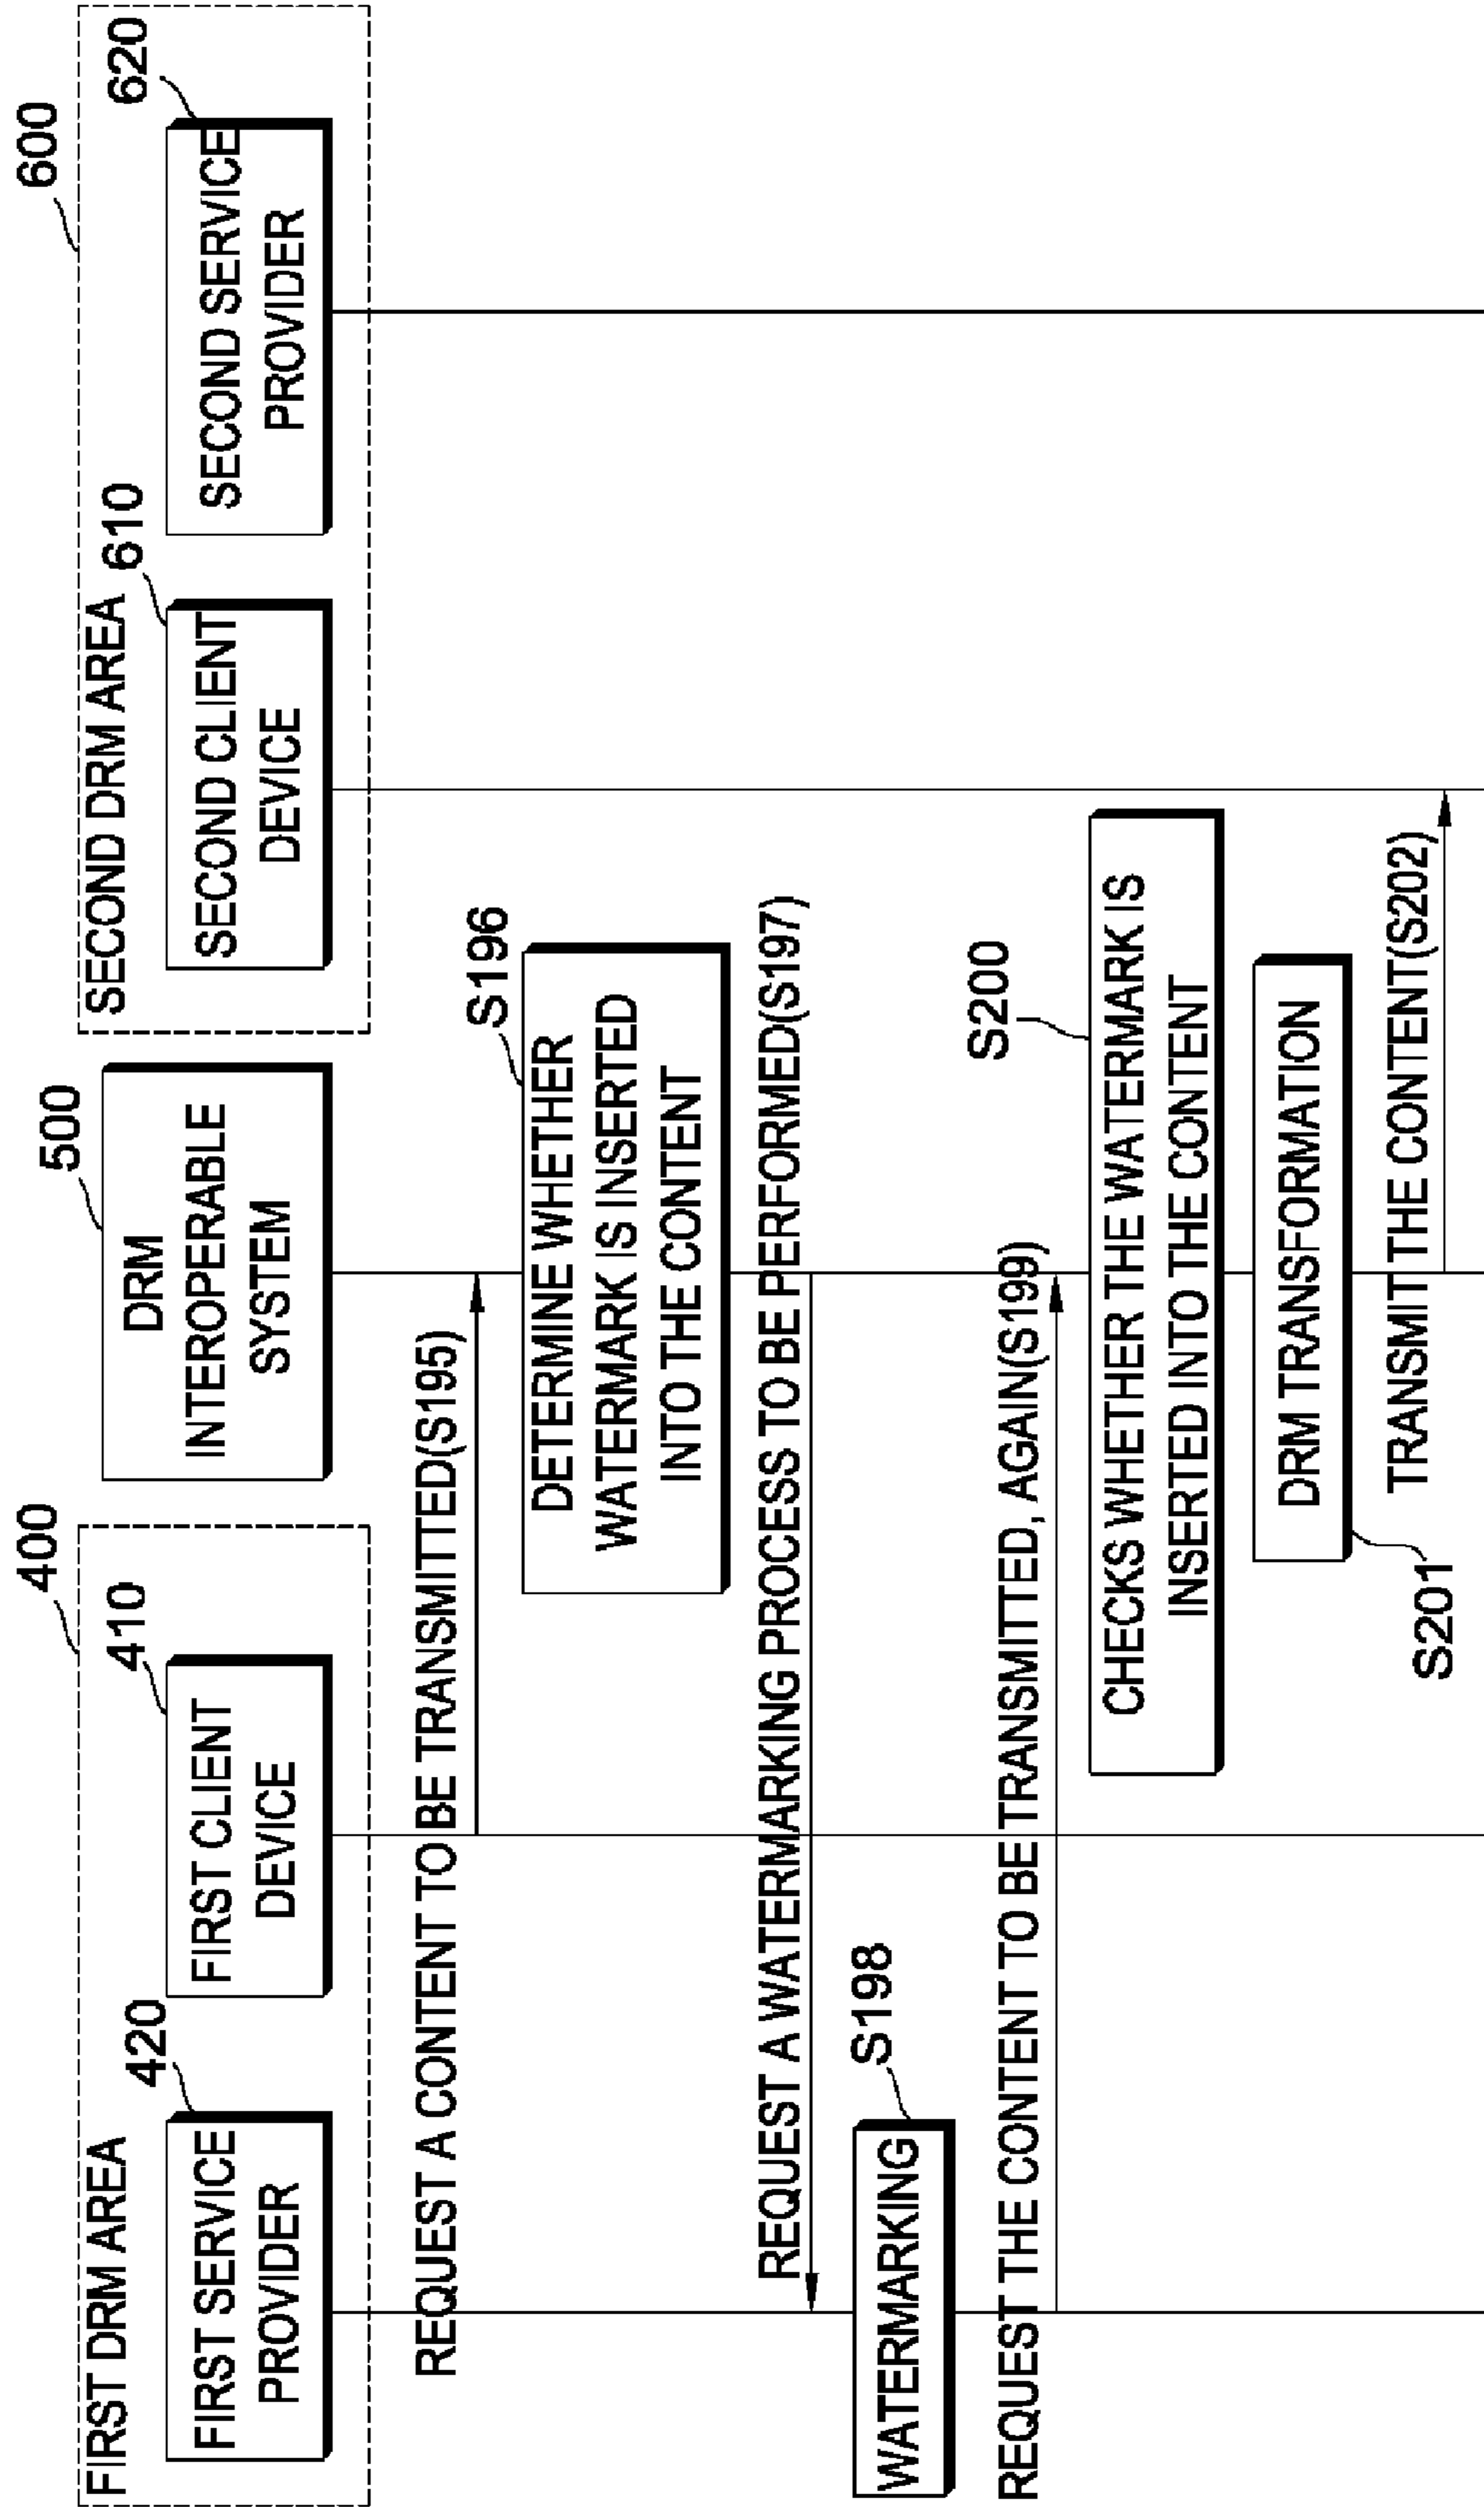 400
500
600
FIRST DRM AREA
420
410
SECOND DRM AREA
610
620
FIRST SERVICE
PROVIDER
FIRST CLIENT
DEVICE
DRM
INTEROPERABLE
SYSTEM
SECOND CLIENT
DEVICE
SECOND SERVICE
PROVIDER
REQUEST A CONTENT TO BE TRANSMITTED(S195)
S196
DETERMINE WHETHER
WATERMARK IS INSERTED
INTO THE CONTENT
REQUEST A WATERMARKING PROCESS TO BE PERFORMED(S197)
S198
WATERMARKING
REQUEST THE CONTENT TO BE TRANSMITTED, AGAIN(S199)
S200
CHECKS WHETHER THE WATERMARK IS
INSERTED INTO THE CONTENT
DRM TRANSFORMATION
S201
TRANSMIT THE CONTENT(S202)